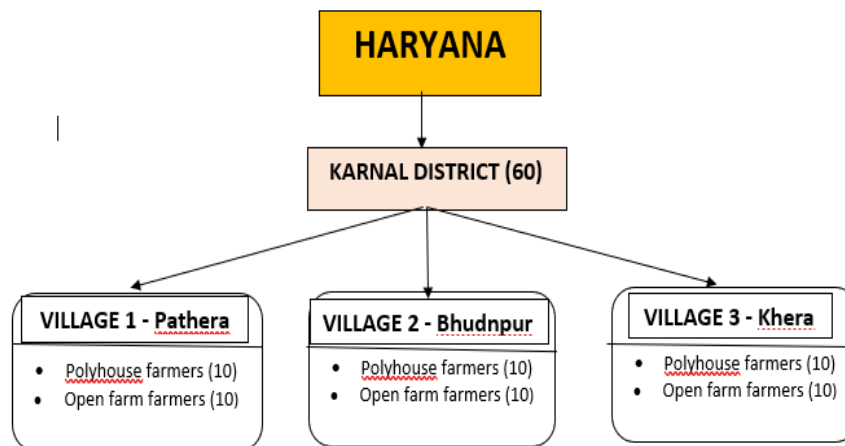 HARYANA
KARNAL DISTRICT (60)
VILLAGE 1 - Pathera
• Polyhouse farmers (10)
• Open farm farmers (10)
VILLAGE 2 - Bhudnpur
• Polyhouse farmers (10)
• Open farm farmers (10)
VILLAGE 3 - Khera
• Polyhouse farmers (10)
• Open farm farmers (10)